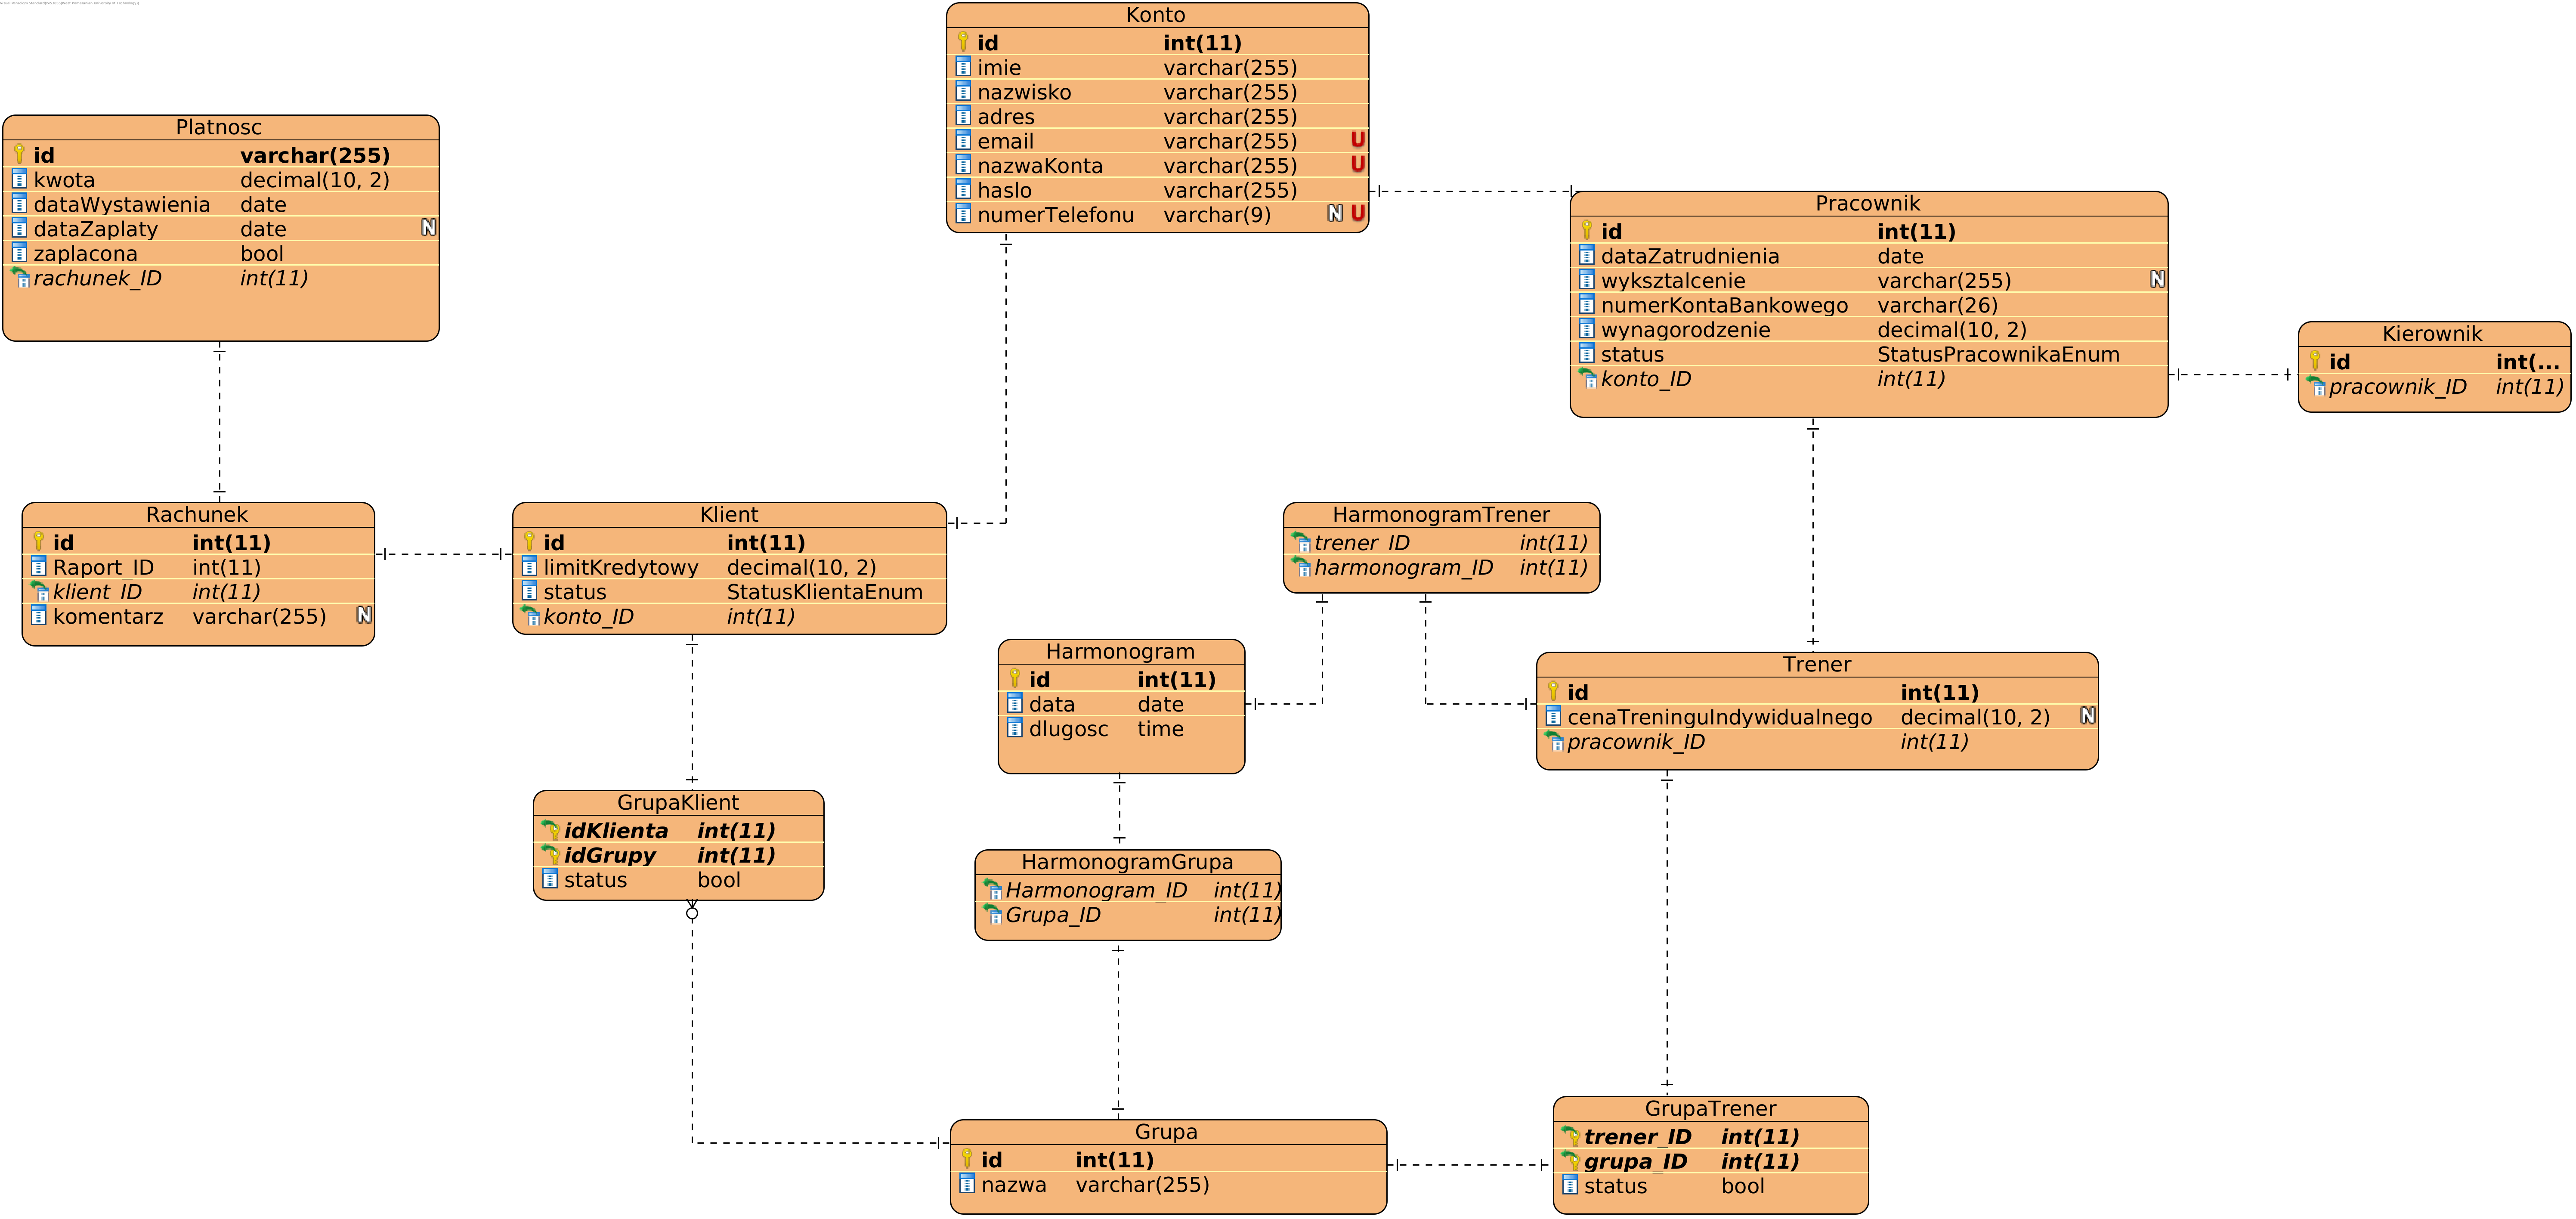 Konto
id int(11)
imie varchar(255)
nazwisko varchar(255)
adres varchar(255)
email varchar(255) U
nazwaKonta varchar(255) U
haslo varchar(255)
numerTelefonu varchar(9) N U
Platnosc
id varchar(255)
kwota decimal(10, 2)
dataWystawienia date
dataZaplaty date N
zaplacona bool
rachunek_ID int(11)
Pracownik
id int(11)
dataZatrudnienia date
wyksztalcenie varchar(255) N
numerKontaBankowego varchar(26)
wynagorodzenie decimal(10, 2)
status StatusPracownikaEnum
konto_ID int(11)
Kierownik
id int(...
pracownik_ID int(11)
Rachunek
id int(11)
Raport_ID int(11)
klient_ID int(11)
komentarz varchar(255) N
Klient
id int(11)
limitKredytowy decimal(10, 2)
status StatusKlientaEnum
konto_ID int(11)
HarmonogramTrener
trener_ID int(11)
harmonogram_ID int(11)
Harmonogram
id int(11)
data date
dlugosc time
Trener
id int(11)
cenaTreninguIndywidualnego decimal(10, 2) N
pracownik_ID int(11)
GrupaKlient
idKlienta int(11)
idGrupy int(11)
status bool
HarmonogramGrupa
Harmonogram_ID int(11)
Grupa_ID int(11)
Grupa
id int(11)
nazwa varchar(255)
GrupaTrener
trener_ID int(11)
grupa_ID int(11)
status bool